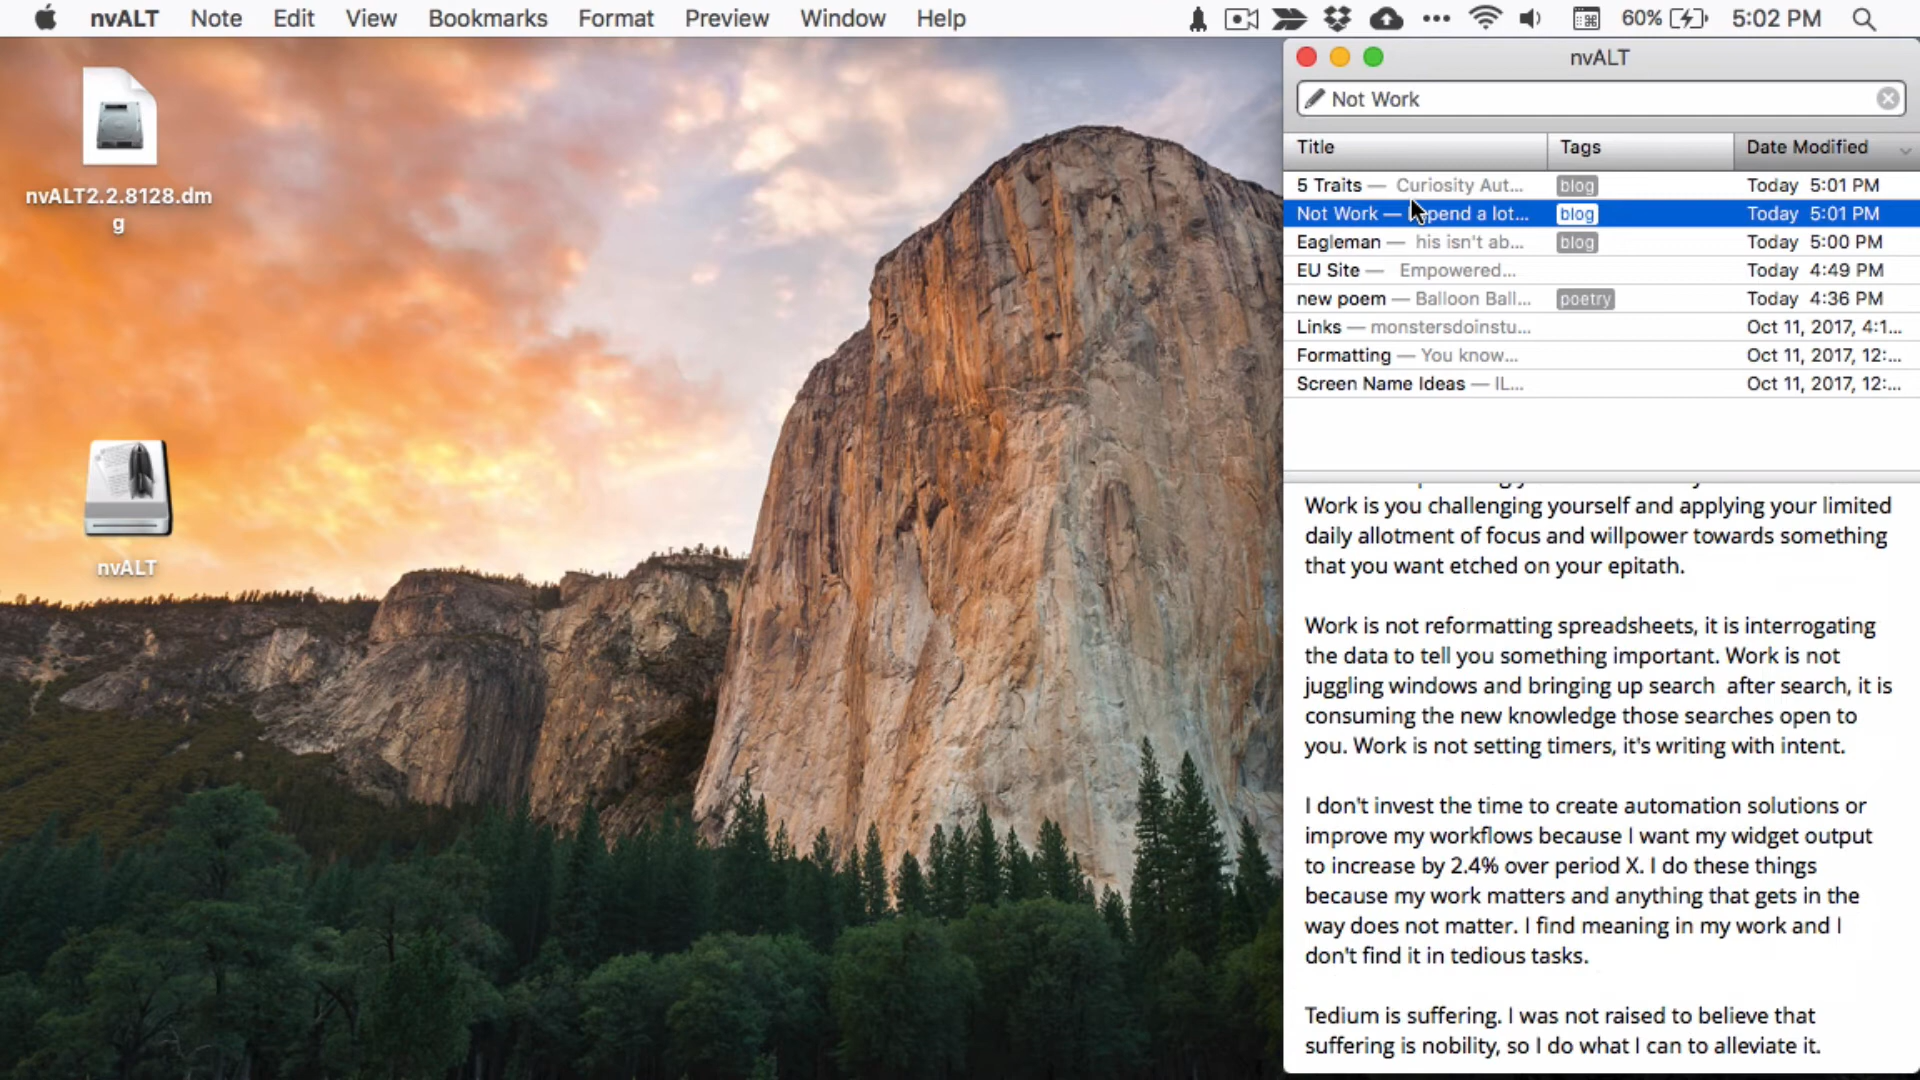 nvALT Note Edit View Bookmarks Format Preview Window Help 60% 5:02 PM
nvALT2.2.8128.dm
g
nvALT
nvALT
Not Work
Title Tags Date Modified
5 Traits — Curiosity Aut... blog Today 5:01 PM
Not Work — spend a lot... blog Today 5:01 PM
Eagleman — his isn't ab... blog Today 5:00 PM
EU Site — Empowered... Today 4:49 PM
new poem — Balloon Ball... poetry Today 4:36 PM
Links — monstersdoinstu... Oct 11, 2017, 4:1...
Formatting — You know... Oct 11, 2017, 12:...
Screen Name Ideas — IL... Oct 11, 2017, 12:...
Work is you challenging yourself and applying your limited
daily allotment of focus and willpower towards something
that you want etched on your epitath.
Work is not reformatting spreadsheets, it is interrogating
the data to tell you something important. Work is not
juggling windows and bringing up search after search, it is
consuming the new knowledge those searches open to
you. Work is not setting timers, it's writing with intent.
I don't invest the time to create automation solutions or
improve my workflows because I want my widget output
to increase by 2.4% over period X. I do these things
because my work matters and anything that gets in the
way does not matter. I find meaning in my work and I
don't find it in tedious tasks.
Tedium is suffering. I was not raised to believe that
suffering is nobility, so I do what I can to alleviate it.